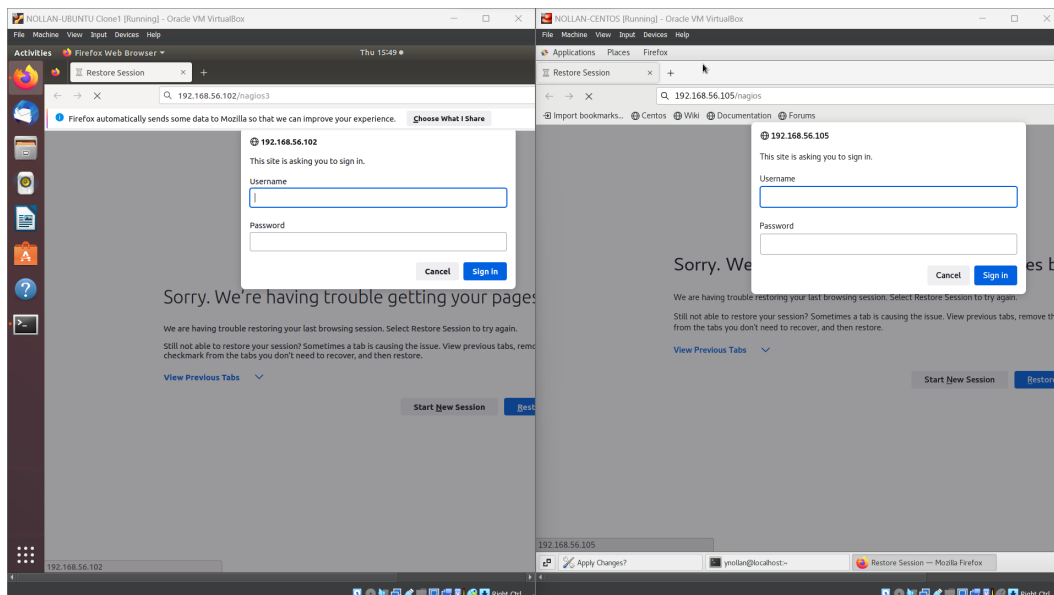 NOLLAN-UBUNTU Clone1 [Running] - Oracle VM VirtualBox
File Machine View Input Devices Help
Activities Firefox Web Browser Thu 15:49
Restore Session
192.168.56.102/nagios3
Firefox automatically sends some data to Mozilla so that we can improve your experience. Choose What I Share
192.168.56.102
This site is asking you to sign in.
Username
Password
Cancel Sign in
Sorry. We're having trouble getting your pages
We are having trouble restoring your last browsing session. Select Restore Session to try again.
Still not able to restore your session? Sometimes a tab is causing the issue. View previous tabs, remo
checkmark from the tabs you don't need to recover, and then restore.
View Previous Tabs
Start New Session Rest
192.168.56.102
Right Ctrl
NOLLAN-CENTOS [Running] - Oracle VM VirtualBox
File Machine View Input Devices Help
Applications Places Firefox
Restore Session
192.168.56.105/nagios
Import bookmarks... Centos Wiki Documentation Forums
192.168.56.105
This site is asking you to sign in.
Username
Password
Cancel Sign in
Sorry. We es b
We are having trouble restoring your last browsing session. Select Restore Session to try again.
Still not able to restore your session? Sometimes a tab is causing the issue. View previous tabs, remove th
from the tabs you don't need to recover, and then restore.
View Previous Tabs
Start New Session Restor
192.168.56.105
Apply Changes? ynollan@localhost:~ Restore Session — Mozilla Firefox
Right Ctrl